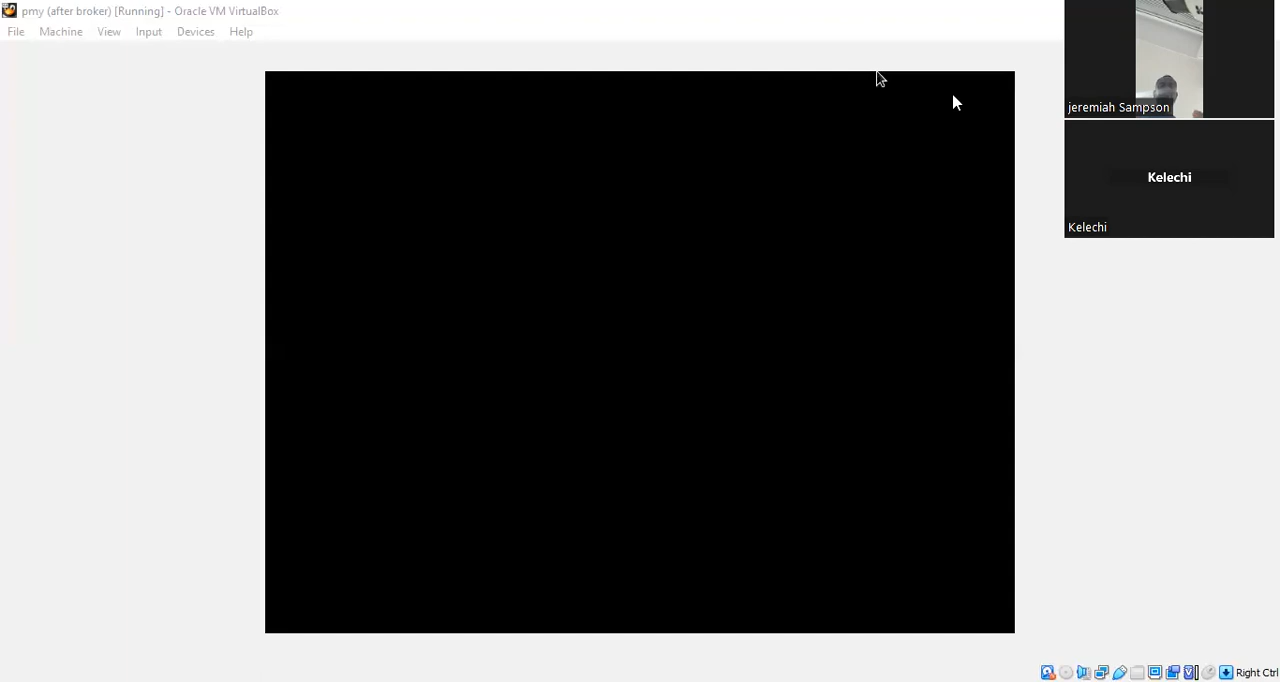 pmy (after broker) [Running] - Oracle VM VirtualBox
File Machine View Input Devices Help
jeremiah Sampson
Kelechi
Kelechi
Right Ctrl